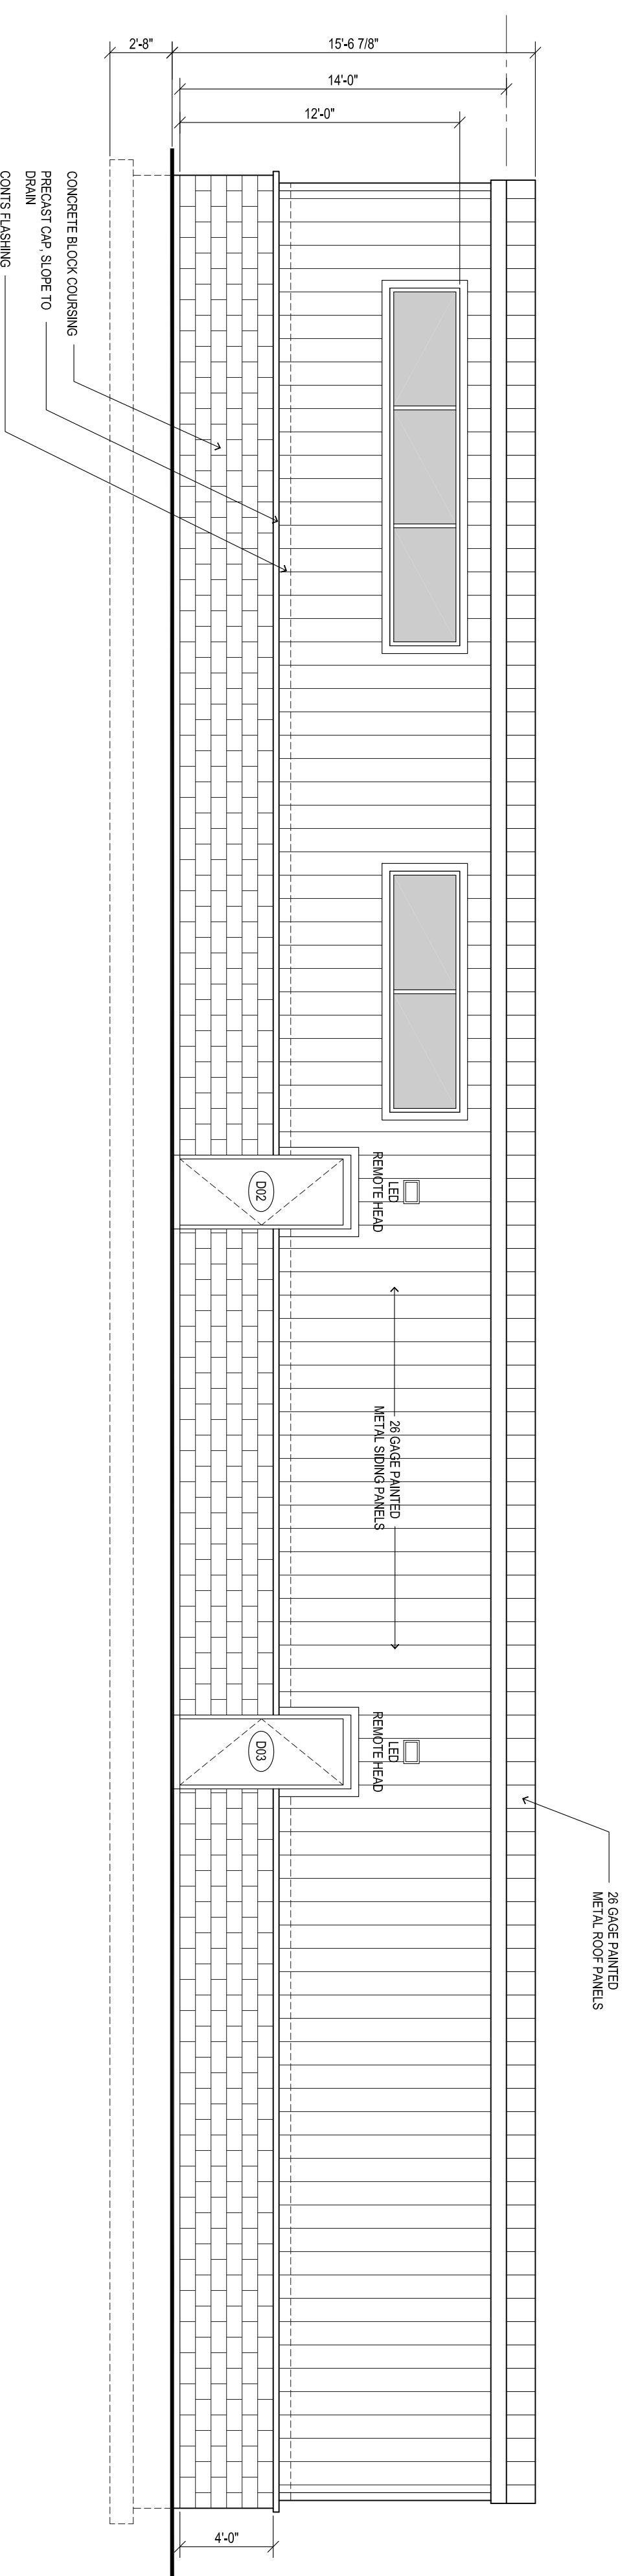 26 GAGE PAINTED
METAL ROOF PANELS
15'-6 7/8"
14'-0"
12'-0"
2'-8"
LED
REMOTE HEAD
LED
REMOTE HEAD
26 GAGE PAINTED
METAL SIDING PANELS
D02
D03
4'-0"
CONCRETE BLOCK COURSING
PRECAST CAP, SLOPE TO
DRAIN
CONTS FLASHING